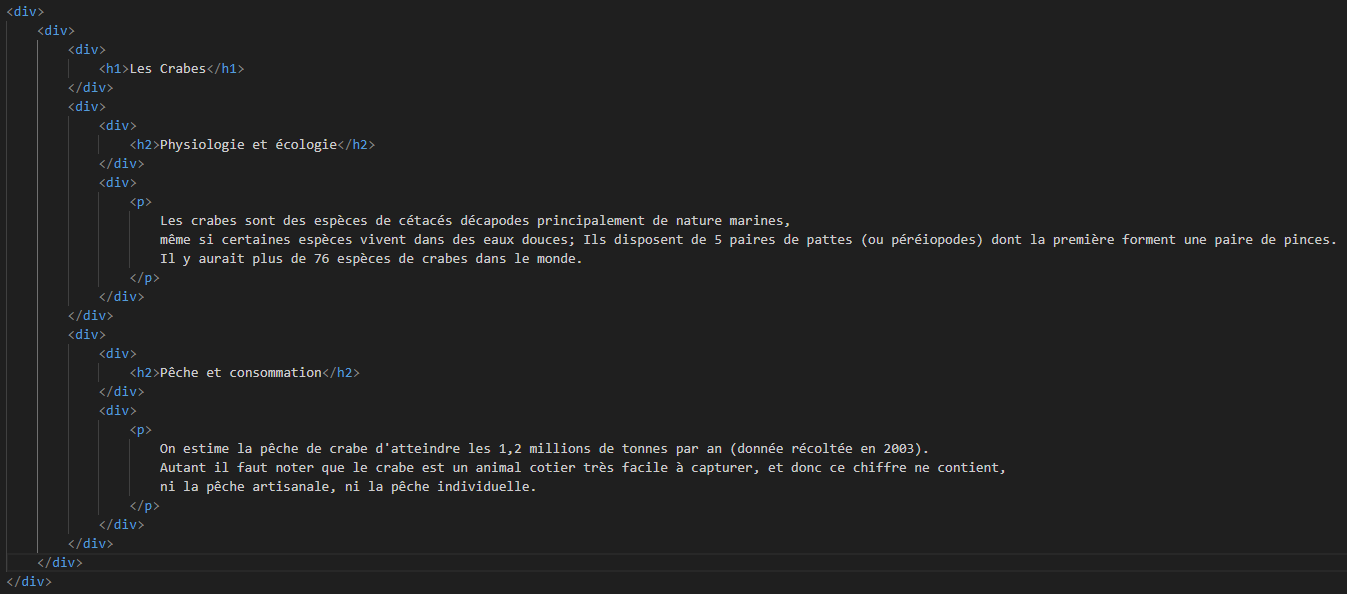 <div>
<div>
<div>
<h1>Les Crabes</h1>
</div>
<div>
<div>
<h2>Physiologie et écologie</h2>
</div>
<div>
<p>
Les crabes sont des espèces de cétacés décapodes principalement de nature marines,
même si certaines espèces vivent dans des eaux douces; Ils disposent de 5 paires de pattes (ou péréiopodes) dont la première forment une paire de pinces.
Il y aurait plus de 76 espèces de crabes dans le monde.
</p>
</div>
</div>
<div>
<div>
<h2>Pêche et consommation</h2>
</div>
<div>
<p>
On estime la pêche de crabe d'atteindre les 1,2 millions de tonnes par an (donnée récoltée en 2003).
Autant il faut noter que le crabe est un animal cotier très facile à capturer, et donc ce chiffre ne contient,
ni la pêche artisanale, ni la pêche individuelle.
</p>
</div>
</div>
</div>
</div>